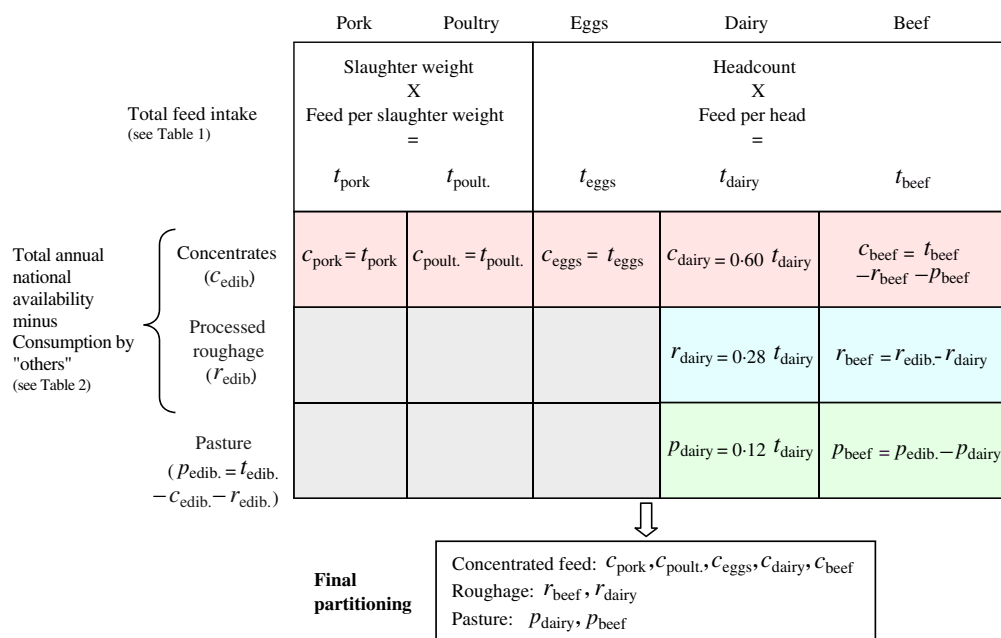 Pork Poultry Eggs Dairy Beef
Total feed intake
(see Table 1)
Slaughter weight
X
Feed per slaughter weight
=
t_pork t_poult.
Headcount
X
Feed per head
=
t_eggs t_dairy t_beef
Total annual
national
availability
minus
Consumption by
"others"
(see Table 2)
Concentrates
(c_edib)
c_pork = t_pork c_poult. = t_poult. c_eggs = t_eggs c_dairy = 0·60 t_dairy c_beef = t_beef
−r_beef −p_beef
Processed
roughage
(r_edib)
r_dairy = 0·28 t_dairy r_beef = r_edib. - r_dairy
Pasture
( p_edib. = t_edib.
−c_edib. − r_edib.)
p_dairy = 0·12 t_dairy p_beef = p_edib. − p_dairy
Final
partitioning
Concentrated feed: c_pork, c_poult., c_eggs, c_dairy, c_beef
Roughage: r_beef, r_dairy
Pasture: p_dairy, p_beef